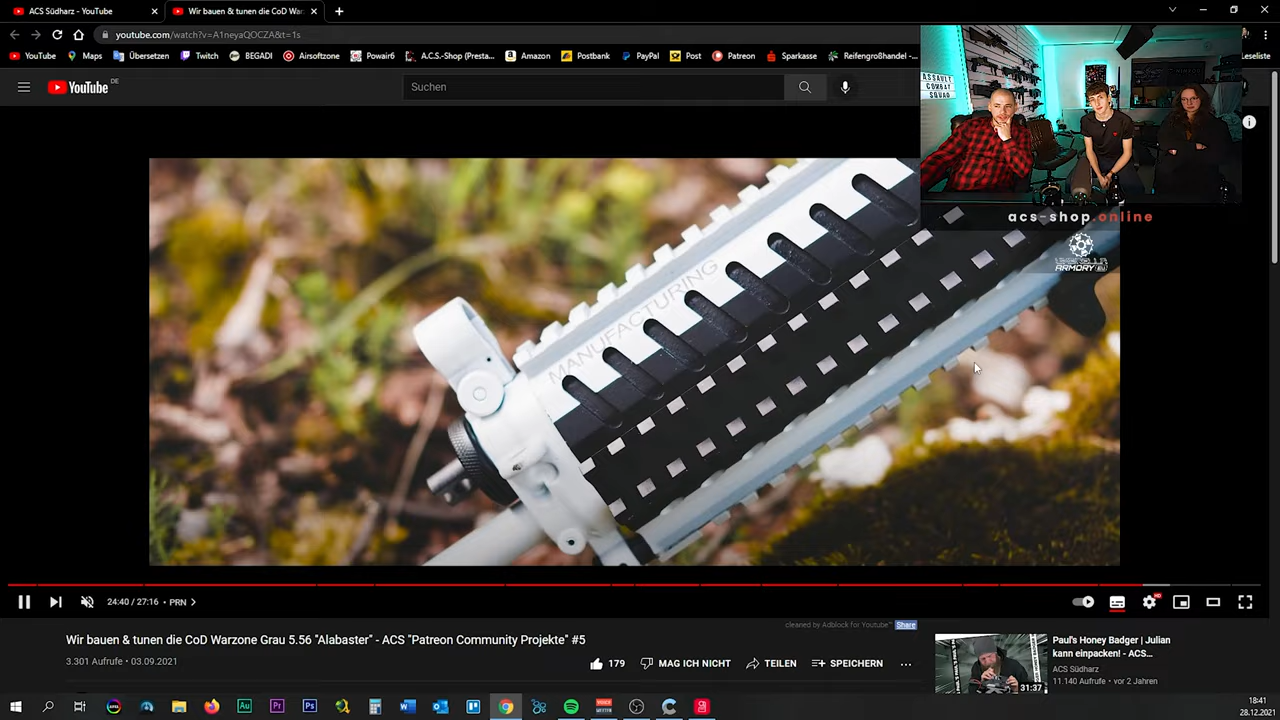 ACS Südharz - YouTube
Wir bauen & tunen die CoD War
youtube.com/watch?v=A1neyaQOCZA&t=1s
YouTube
Maps
Übersetzen
Twitch
BEGADI
Airsoftzone
Powair6
A.C.S.-Shop (Presta...
Amazon
Postbank
PayPal
Post
Patreon
Sparkasse
Reifengroßhandel -...
Leseliste
YouTube DE
Suchen
ASSAULT
COMBAT
SQUAD
acs-shop.online
ARMORY.EU
MANUFACTURING
24:40 / 27:16 • PRN
HD
cleaned by Adblock for Youtube™ Share
Wir bauen & tunen die CoD Warzone Grau 5.56 "Alabaster" - ACS "Patreon Community Projekte" #5
3.301 Aufrufe • 03.09.2021
179
MAG ICH NICHT
TEILEN
SPEICHERN
Paul's Honey Badger | Julian
kann einpacken! - ACS...
ACS Südharz
11.140 Aufrufe • vor 2 Jahren
31:37
Au
Pr
Ps
18:41
28.12.2021